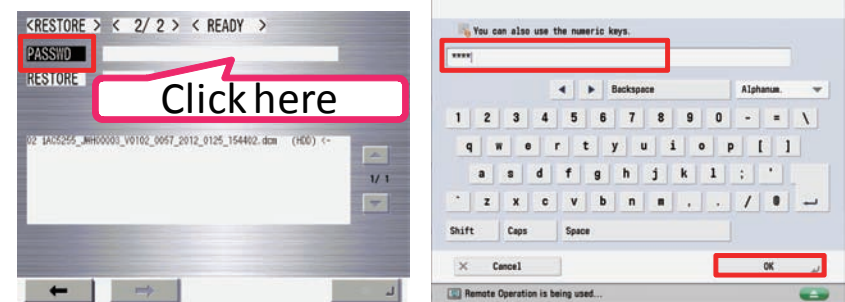 <RESTORE > < 2/ 2 > < READY >
PASSWD
RESTORE
Click here
02 1AC5255_JWH00003_V0102_0057_2012_0125_154402.dcm (HDD) <-
1/ 1
You can also use the numeric keys.
****
Backspace
Alphanum.
1 2 3 4 5 6 7 8 9 0 - = \
q w e r t y u i o p [ ]
a s d f g h j k l ; '
` z x c v b n m , . / @
Shift Caps Space
× Cancel
OK
Remote Operation is being used...